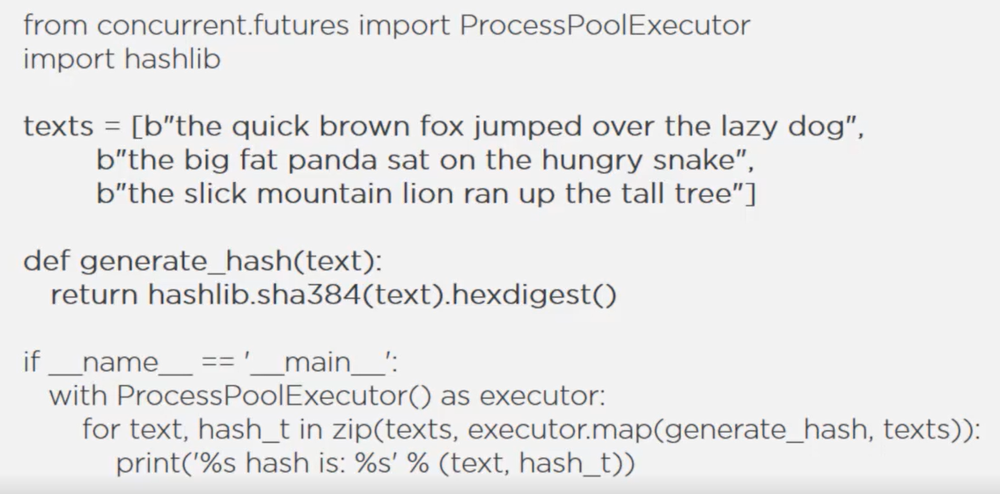 from concurrent.futures import ProcessPoolExecutor
import hashlib
texts = [b"the quick brown fox jumped over the lazy dog",
b"the big fat panda sat on the hungry snake",
b"the slick mountain lion ran up the tall tree"]
def generate_hash(text):
return hashlib.sha384(text).hexdigest()
if __name__ == '__main__':
with ProcessPoolExecutor() as executor:
for text, hash_t in zip(texts, executor.map(generate_hash, texts)):
print('%s hash is: %s' % (text, hash_t))